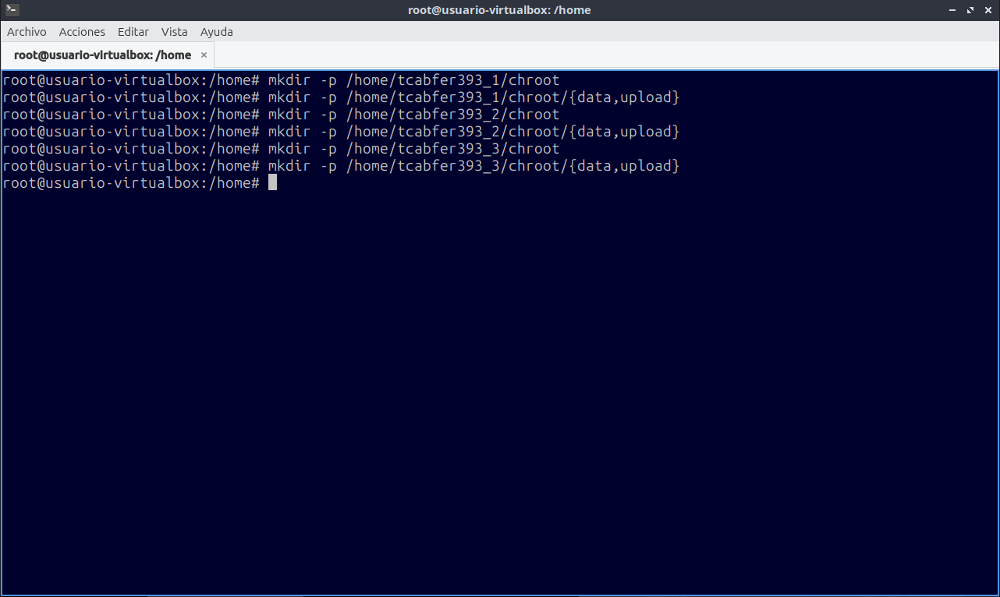 root@usuario-virtualbox: /home
Archivo Acciones Editar Vista Ayuda
root@usuario-virtualbox: /home ×
root@usuario-virtualbox:/home# mkdir -p /home/tcabfer393_1/chroot
root@usuario-virtualbox:/home# mkdir -p /home/tcabfer393_1/chroot/{data,upload}
root@usuario-virtualbox:/home# mkdir -p /home/tcabfer393_2/chroot
root@usuario-virtualbox:/home# mkdir -p /home/tcabfer393_2/chroot/{data,upload}
root@usuario-virtualbox:/home# mkdir -p /home/tcabfer393_3/chroot
root@usuario-virtualbox:/home# mkdir -p /home/tcabfer393_3/chroot/{data,upload}
root@usuario-virtualbox:/home#